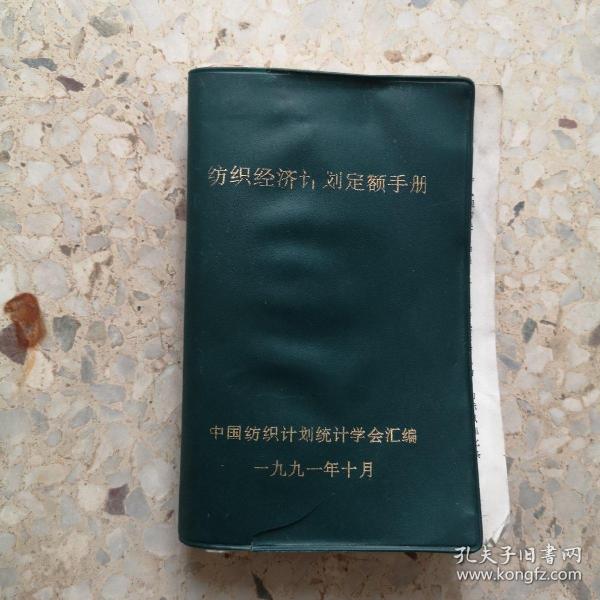 纺织经济计划定额手册
中国纺织计划统计学会汇编
一九九一年十月
孔夫子旧书网
www.kongfz.com